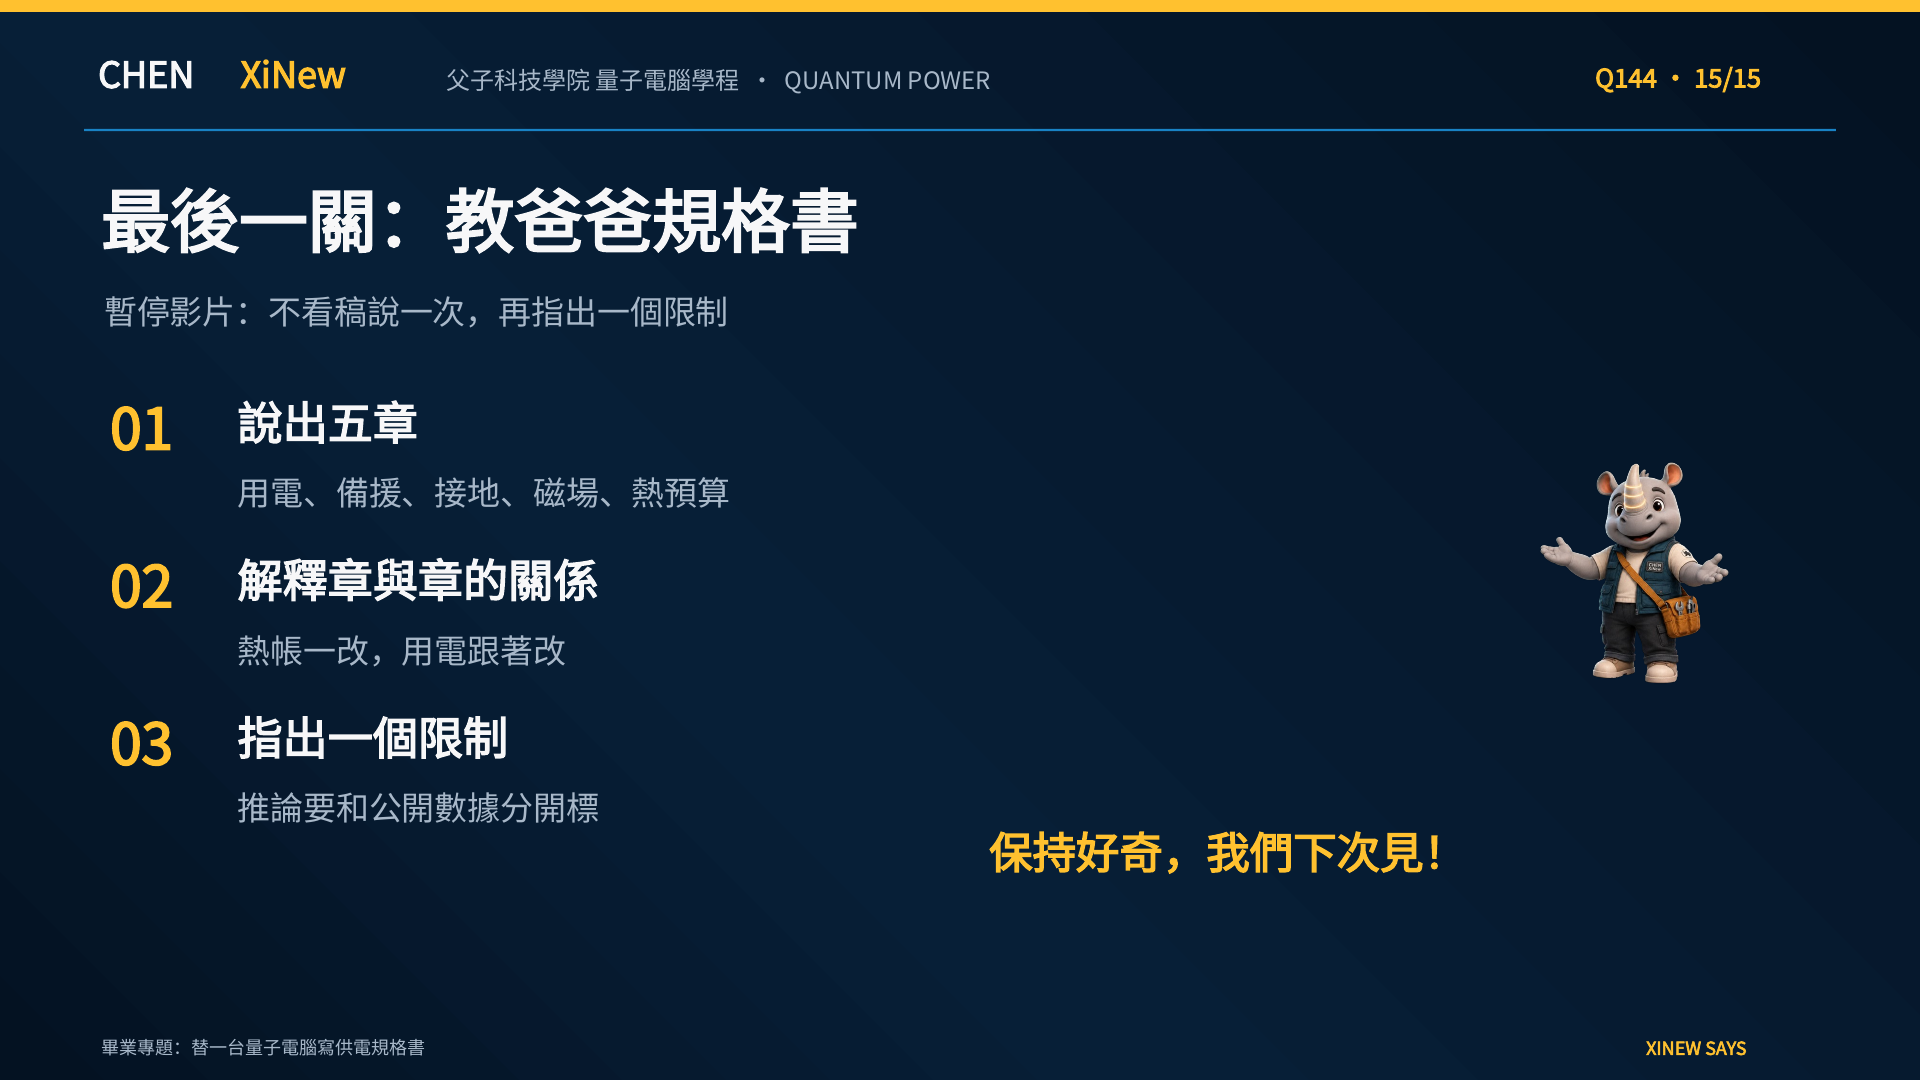 CHEN XiNew 父子科技學院 量子電腦學程 · QUANTUM POWER Q144 · 15/15
最後一關：教爸爸規格書
暫停影片：不看稿說一次，再指出一個限制
01 說出五章
用電、備援、接地、磁場、熱預算
02 解釋章與章的關係
熱帳一改，用電跟著改
03 指出一個限制
推論要和公開數據分開標
CHEN XiNew
保持好奇，我們下次見！
畢業專題：替一台量子電腦寫供電規格書 XINEW SAYS